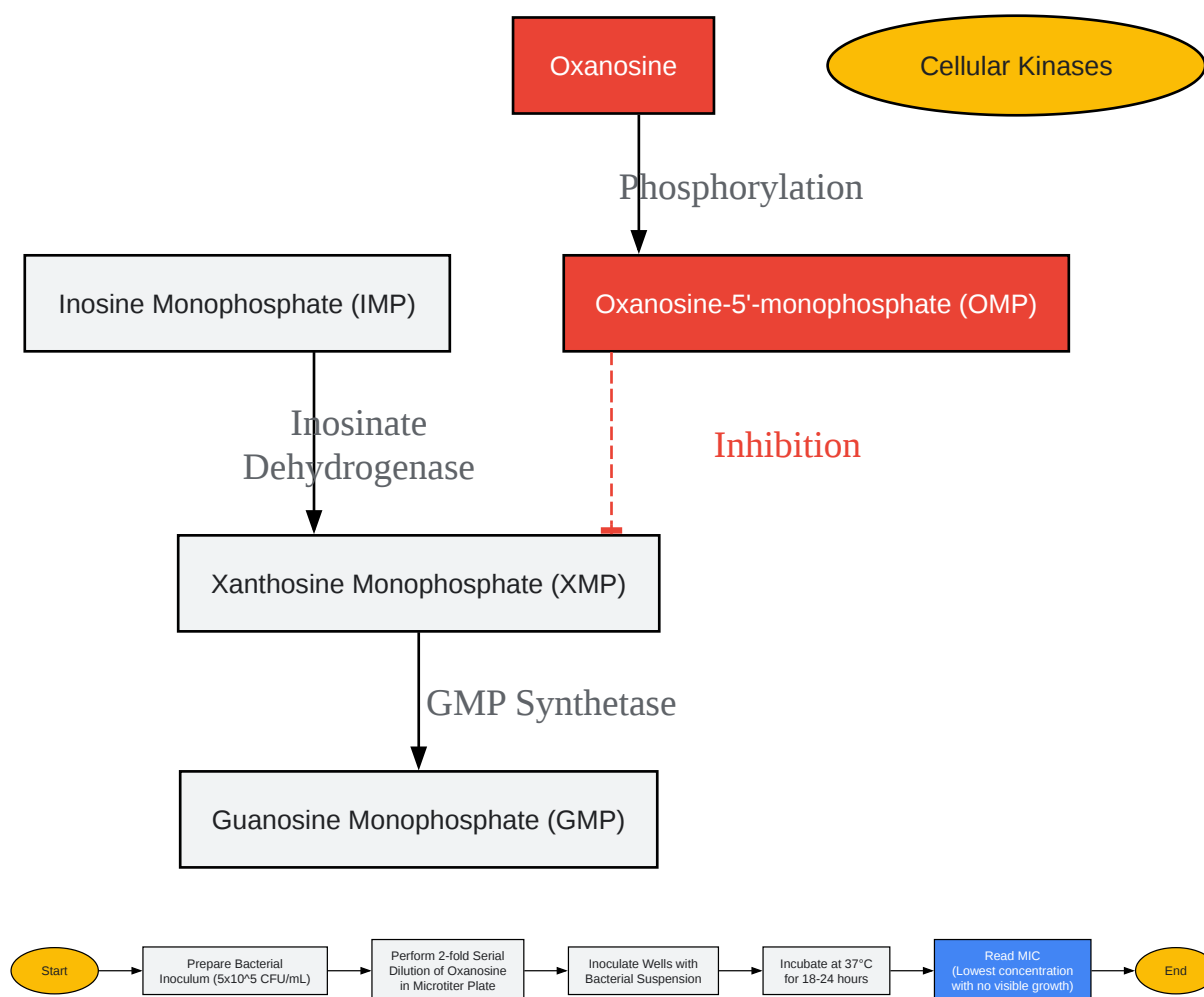 Oxanosine
Cellular Kinases
Phosphorylation
Inosine Monophosphate (IMP)
Oxanosine-5'-monophosphate (OMP)
Inosinate
Dehydrogenase
Inhibition
Xanthosine Monophosphate (XMP)
GMP Synthetase
Guanosine Monophosphate (GMP)
Start
Prepare Bacterial
Inoculum (5x10^5 CFU/mL)
Perform 2-fold Serial
Dilution of Oxanosine
in Microtiter Plate
Inoculate Wells with
Bacterial Suspension
Incubate at 37°C
for 18-24 hours
Read MIC
(Lowest concentration
with no visible growth)
End